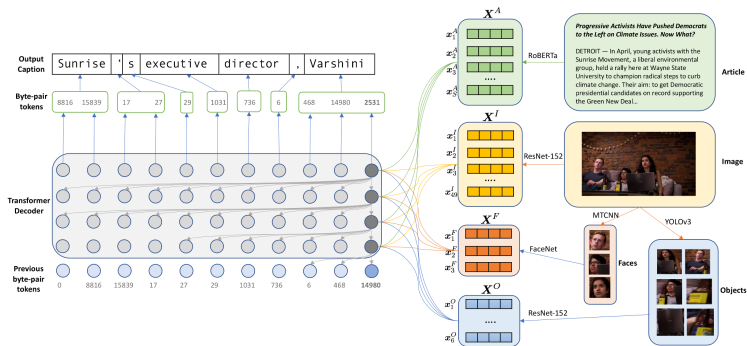 Output
Caption
Sunrise ‘ s executive director , Varshini
Byte-pair
tokens
8816 15839 17 27 29 1031 736 6 468 14980 2531
Transformer
Decoder
Previous
byte-pair
tokens
0 8816 15839 17 27 29 1031 736 6 468 14980
X^A
x_1^A
x_2^A
x_3^A
....
x_S^A
RoBERTa
Progressive Activists Have Pushed Democrats
to the Left on Climate Issues. Now What?
DETROIT — In April, young activists with the
Sunrise Movement, a liberal environmental
group, held a rally here at Wayne State
University to champion radical steps to curb
climate change. Their aim: to get Democratic
presidential candidates on record supporting
the Green New Deal…
Article
X^I
x_1^I
x_2^I
x_3^I
....
x_49^I
ResNet-152
Image
MTCNN
YOLOv3
X^F
x_1^F
x_2^F
x_3^F
FaceNet
Faces
X^O
x_1^O
....
x_6^O
ResNet-152
Objects